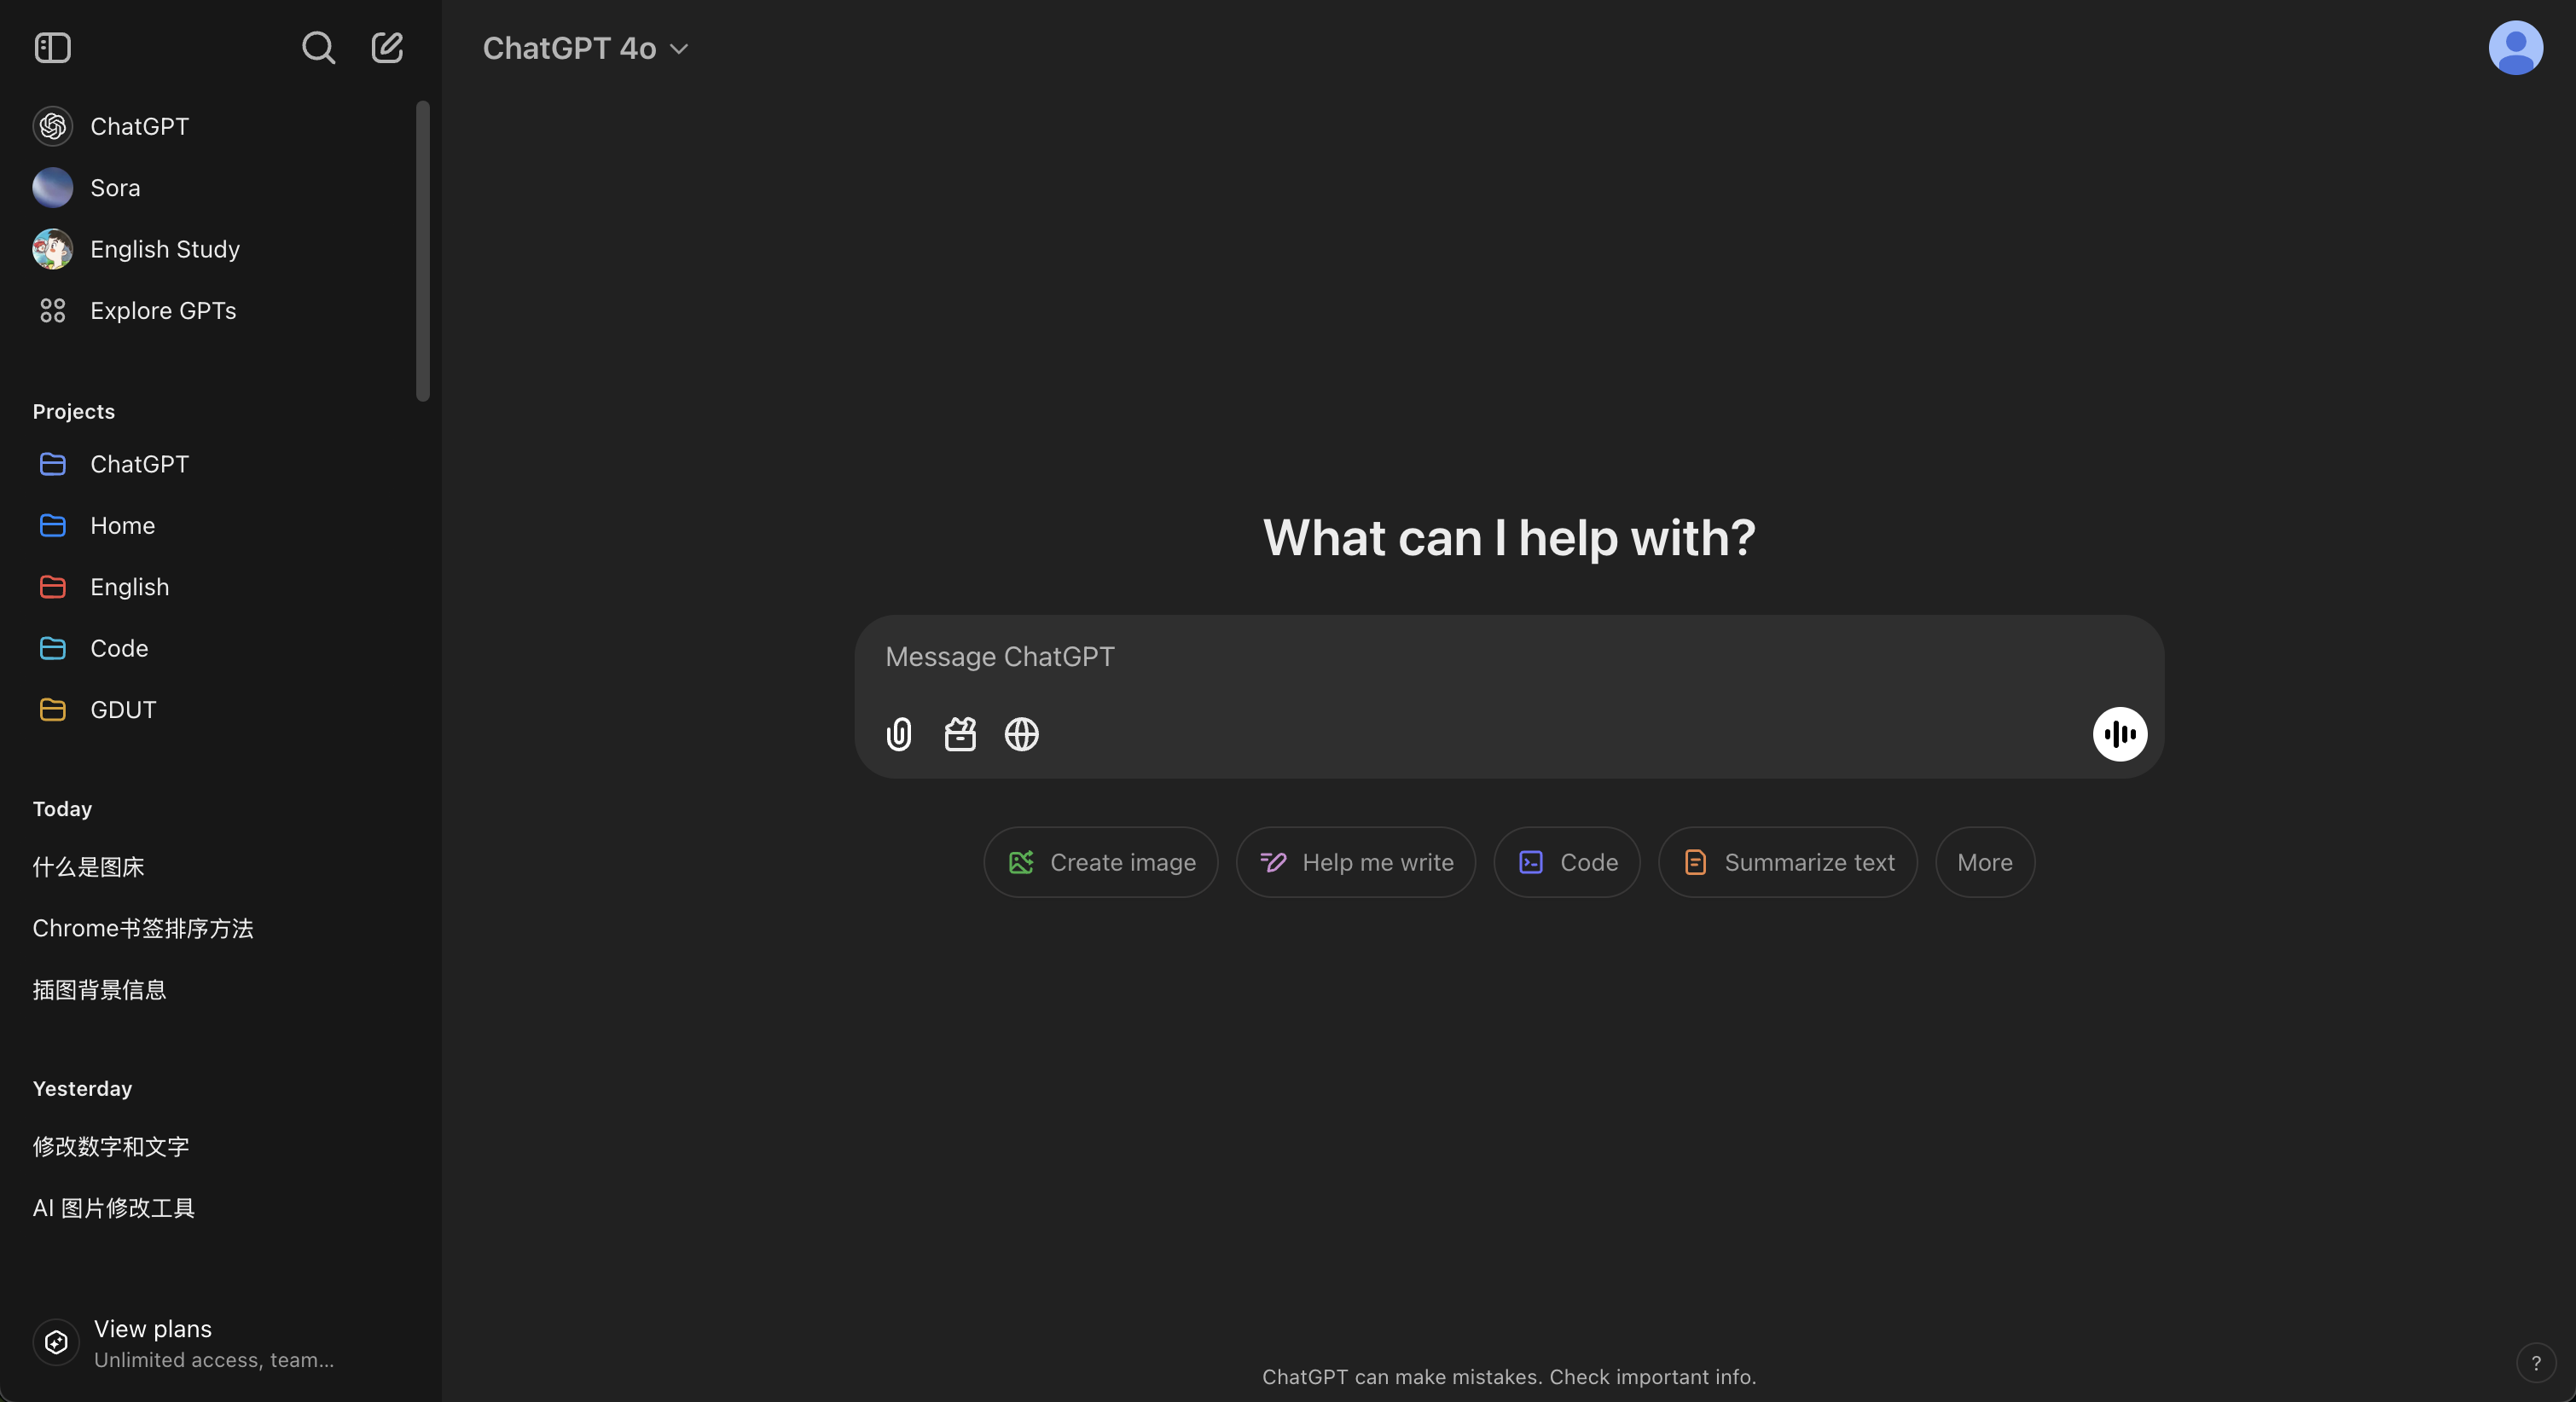 ChatGPT 4o
ChatGPT
Sora
English Study
Explore GPTs
Projects
ChatGPT
Home
English
Code
GDUT
Today
什么是图床
Chrome书签排序方法
插图背景信息
Yesterday
修改数字和文字
AI 图片修改工具
View plans
Unlimited access, team...
What can I help with?
Message ChatGPT
Create image
Help me write
Code
Summarize text
More
ChatGPT can make mistakes. Check important info.
?